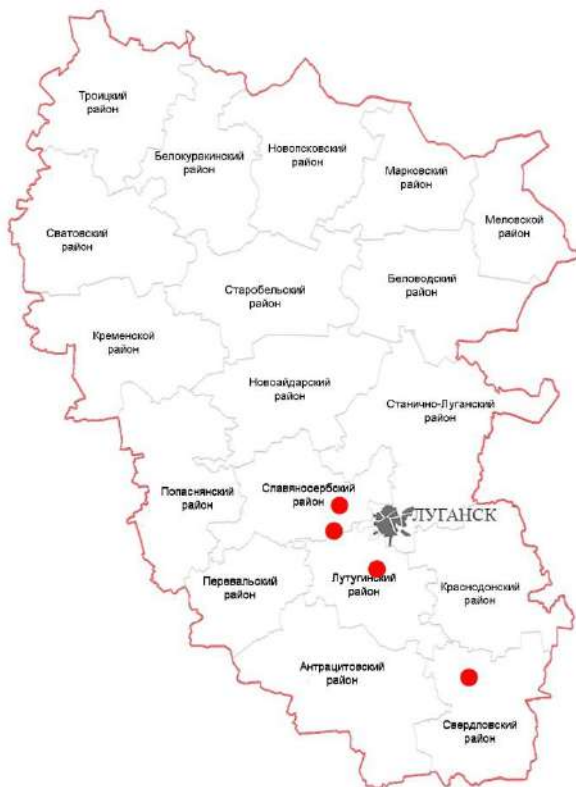 Троицкий
район
Белокуракинский
район
Новопсковский
район
Марковский
район
Меловской
район
Сватовский
район
Старобельский
район
Беловодский
район
Кременской
район
Новоайдарский
район
Станично-Луганский
район
Попаснянский
район
Славяносербский
район
ЛУГАНСК
Перевальский
район
Лутугинский
район
Краснодонский
район
Антрацитовский
район
Свердловский
район